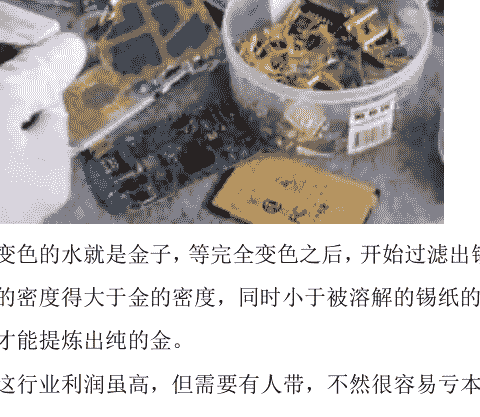 变色的水就是金子，等完全变色之后，开始过滤出
的密度得大于金的密度，同时小于被溶解的锡纸的
才能提炼出纯的金。
这行业利润虽高，但需要有人带，不然很容易亏本